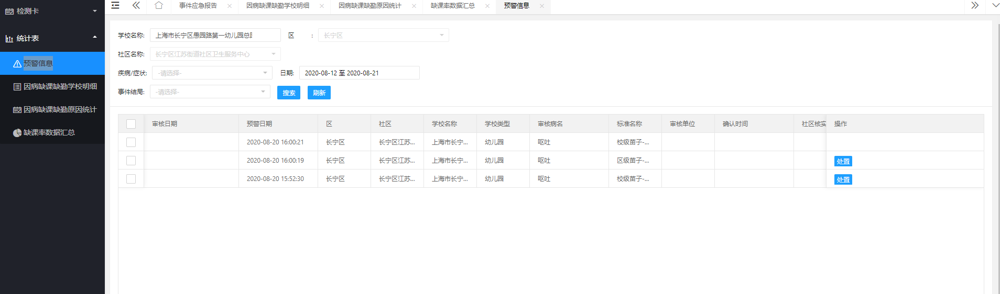 检测卡
统计表
预警信息
因病缺课缺勤学校明细
因病缺课缺勤原因统计
缺课率数据汇总
事件应急报告 因病缺课缺勤学校明细 因病缺课缺勤原因统计 缺课率数据汇总 预警信息
学校名称: 上海市长宁区愚园路第一幼儿园总 区 : 长宁区
社区名称: 长宁区江苏街道社区卫生服务中心
疾病/症状: -请选择- 日期: 2020-08-12 至 2020-08-21
事件结局: -请选择- 搜索 刷新
审核日期 预警日期 区 社区 学校名称 学校类型 审核病名 标准名称 审核单位 确认时间 社区核实 操作
2020-08-20 16:00:21 长宁区 长宁区江苏... 上海市长宁... 幼儿园 呕吐 校级苗子-...
2020-08-20 16:00:19 长宁区 长宁区江苏... 上海市长宁... 幼儿园 呕吐 区级苗子-... 处置
2020-08-20 15:52:30 长宁区 长宁区江苏... 上海市长宁... 幼儿园 呕吐 校级苗子-... 处置